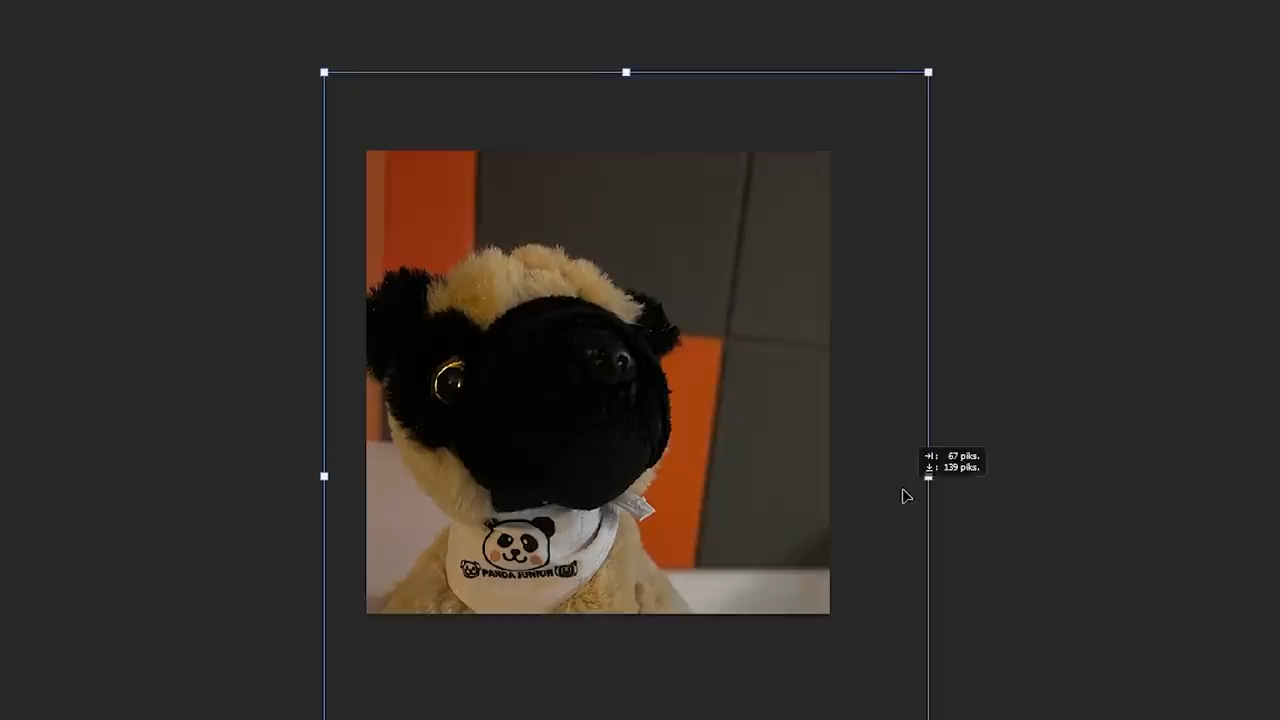 →|: 67 piks.
↓: 139 piks.
PANDA JUNIOR